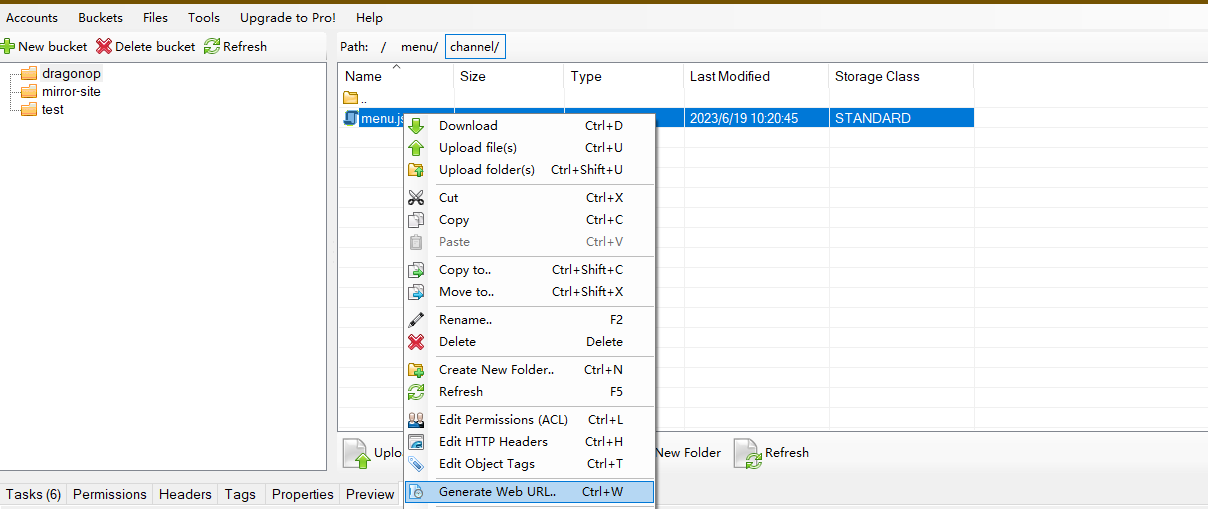 Accounts Buckets Files Tools Upgrade to Pro! Help
New bucket Delete bucket Refresh
Path: / menu/ channel/
dragonop
mirror-site
test
Name Size Type Last Modified Storage Class
..
menu.js 2023/6/19 10:20:45 STANDARD
Download Ctrl+D
Upload file(s) Ctrl+U
Upload folder(s) Ctrl+Shift+U
Cut Ctrl+X
Copy Ctrl+C
Paste Ctrl+V
Copy to.. Ctrl+Shift+C
Move to.. Ctrl+Shift+X
Rename.. F2
Delete Delete
Create New Folder.. Ctrl+N
Refresh F5
Edit Permissions (ACL) Ctrl+L
Edit HTTP Headers Ctrl+H
Edit Object Tags Ctrl+T
Generate Web URL.. Ctrl+W
Uplo New Folder Refresh
Tasks (6) Permissions Headers Tags Properties Preview